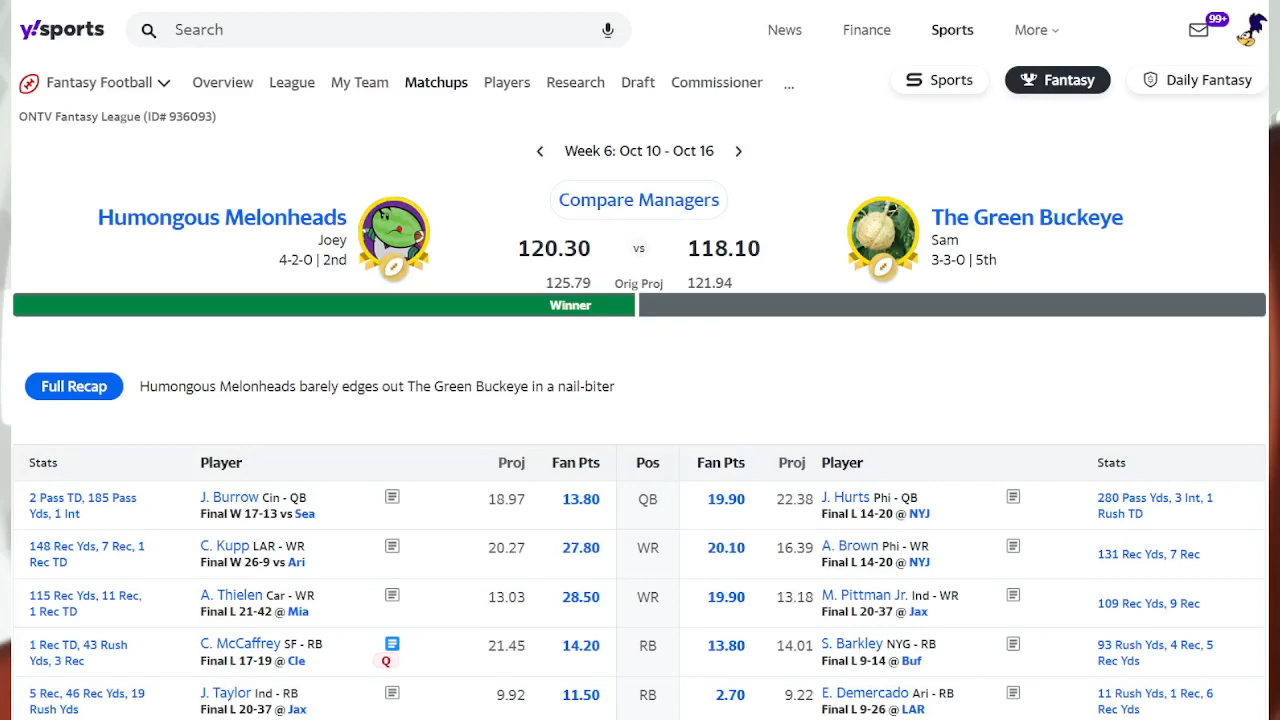 y!sports
Search
News Finance Sports More
99+
Fantasy Football Overview League My Team Matchups Players Research Draft Commissioner ...
Sports Fantasy Daily Fantasy
ONTV Fantasy League (ID# 936093)
Week 6: Oct 10 - Oct 16
Compare Managers
Humongous Melonheads
Joey
4-2-0 | 2nd
120.30 vs 118.10
125.79 Orig Proj 121.94
The Green Buckeye
Sam
3-3-0 | 5th
Winner
Full Recap Humongous Melonheads barely edges out The Green Buckeye in a nail-biter
Stats Player Proj Fan Pts Pos Fan Pts Proj Player Stats
2 Pass TD, 185 Pass J. Burrow Cin - QB 18.97 13.80 QB 19.90 22.38 J. Hurts Phi - QB 280 Pass Yds, 3 Int, 1
Yds, 1 Int Final W 17-13 vs Sea Final L 14-20 @ NYJ Rush TD
148 Rec Yds, 7 Rec, 1 C. Kupp LAR - WR 20.27 27.80 WR 20.10 16.39 A. Brown Phi - WR 131 Rec Yds, 7 Rec
Rec TD Final W 26-9 vs Ari Final L 14-20 @ NYJ
115 Rec Yds, 11 Rec, A. Thielen Car - WR 13.03 28.50 WR 19.90 13.18 M. Pittman Jr. Ind - WR 109 Rec Yds, 9 Rec
1 Rec TD Final L 21-42 @ Mia Final L 20-37 @ Jax
1 Rec TD, 43 Rush C. McCaffrey SF - RB 21.45 14.20 RB 13.80 14.01 S. Barkley NYG - RB 93 Rush Yds, 4 Rec, 5
Yds, 3 Rec Final L 17-19 @ Cle Q Final L 9-14 @ Buf Rec Yds
5 Rec, 46 Rec Yds, 19 J. Taylor Ind - RB 9.92 11.50 RB 2.70 9.22 E. Demercado Ari - RB 11 Rush Yds, 1 Rec, 6
Rush Yds Final L 20-37 @ Jax Final L 9-26 @ LAR Rec Yds